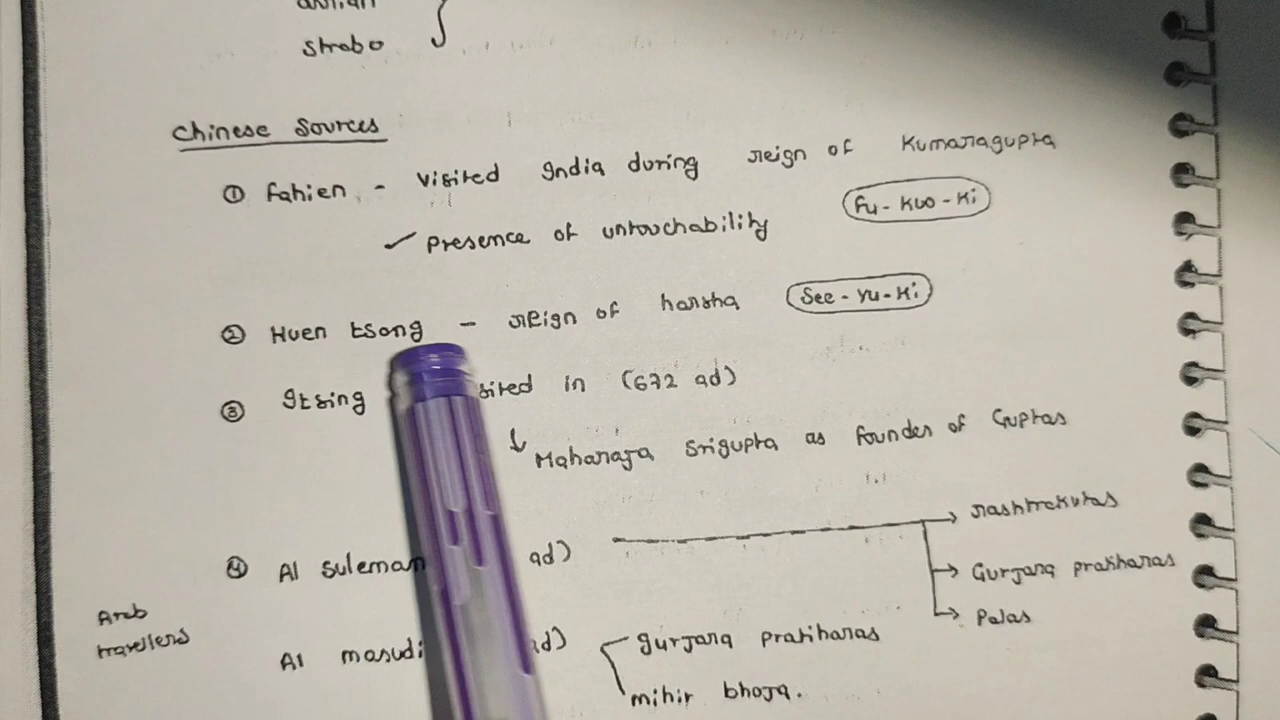 Strabo
Chinese Sources
① Fahien - Visited India during reign of Kumaragupta
✓ Presence of untouchability
Fu-Kuo-Ki
② Huen tsong - reign of harsha
See-Yu-Ki
③ Itsing in (672 ad)
↓ Maharaja Srigupta as founder of Guptas
④ Al suleman ad)
→ rashtrakutas
→ Gurjara pratiharas
→ Palas
Arab
travellers
Al masudi ad)
gurjara pratiharas
mihir bhoja.